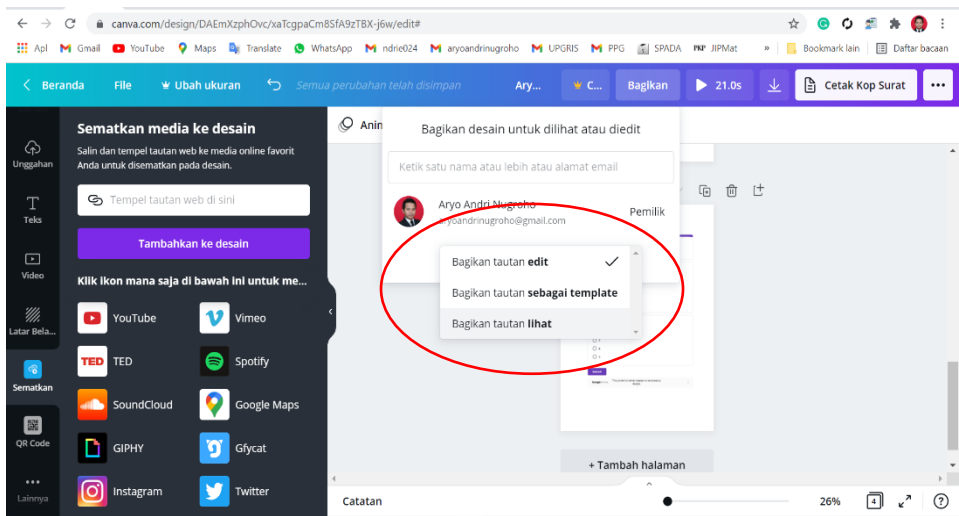 canva.com/design/DAEmXzphOvc/xaTcgpaCm8SfA9zTBX-j6w/edit#
Apl Gmail YouTube Maps Translate WhatsApp ndrie024 aryoandrinugroho UPGRIS PPG SPADA PKP JIPMat » Bookmark lain Daftar bacaan
Beranda File Ubah ukuran Semua perubahan telah disimpan Ary... C... Bagikan 21.0s Cetak Kop Surat
Unggahan
Teks
Video
Latar Bela...
Sematkan
QR Code
Lainnya
Sematkan media ke desain
Salin dan tempel tautan web ke media online favorit
Anda untuk disematkan pada desain.
Tempel tautan web di sini
Tambahkan ke desain
Klik ikon mana saja di bawah ini untuk me...
YouTube Vimeo
TED TED Spotify
SoundCloud Google Maps
GIPHY Gfycat
Instagram Twitter
Anin
Bagikan desain untuk dilihat atau diedit
Ketik satu nama atau lebih atau alamat email
Aryo Andri Nugroho
aryoandrinugroho@gmail.com
Pemilik
Bagikan tautan edit
Bagikan tautan sebagai template
Bagikan tautan lihat
+ Tambah halaman
Catatan 26% 4 ?